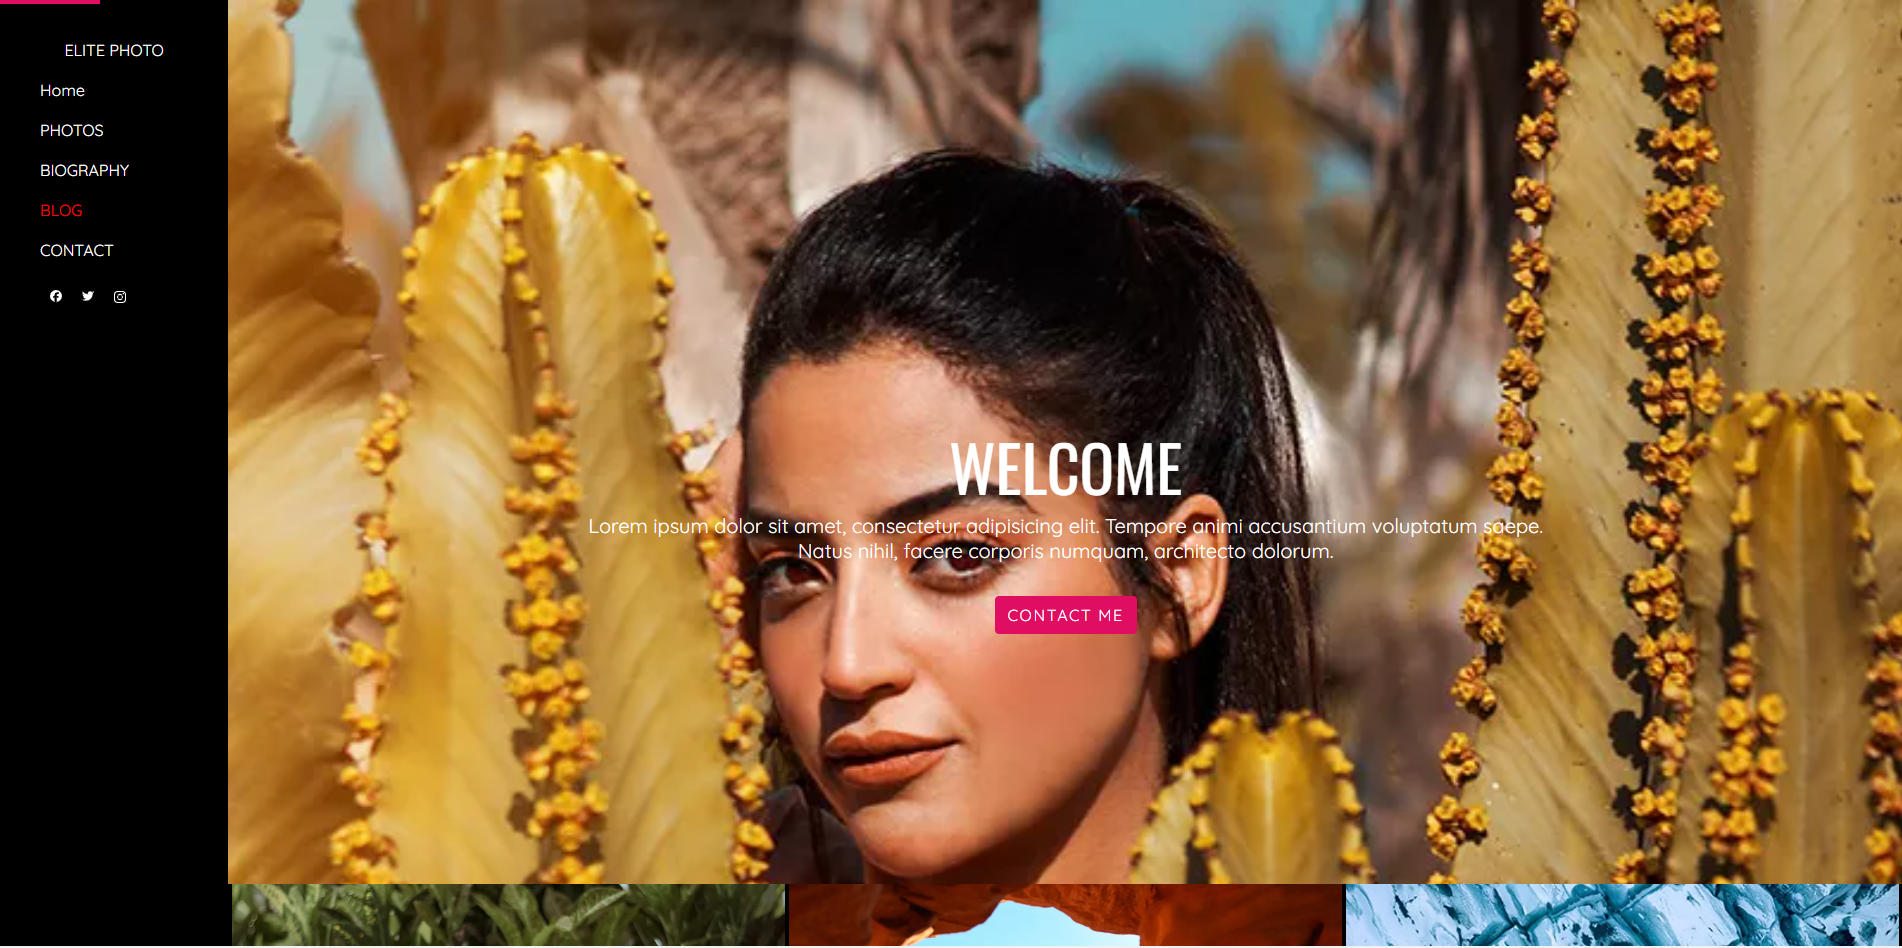 ELITE PHOTO
Home
PHOTOS
BIOGRAPHY
BLOG
CONTACT
WELCOME
Lorem ipsum dolor sit amet, consectetur adipisicing elit. Tempore animi accusantium voluptatum saepe.
Natus nihil, facere corporis numquam, architecto dolorum.
CONTACT ME